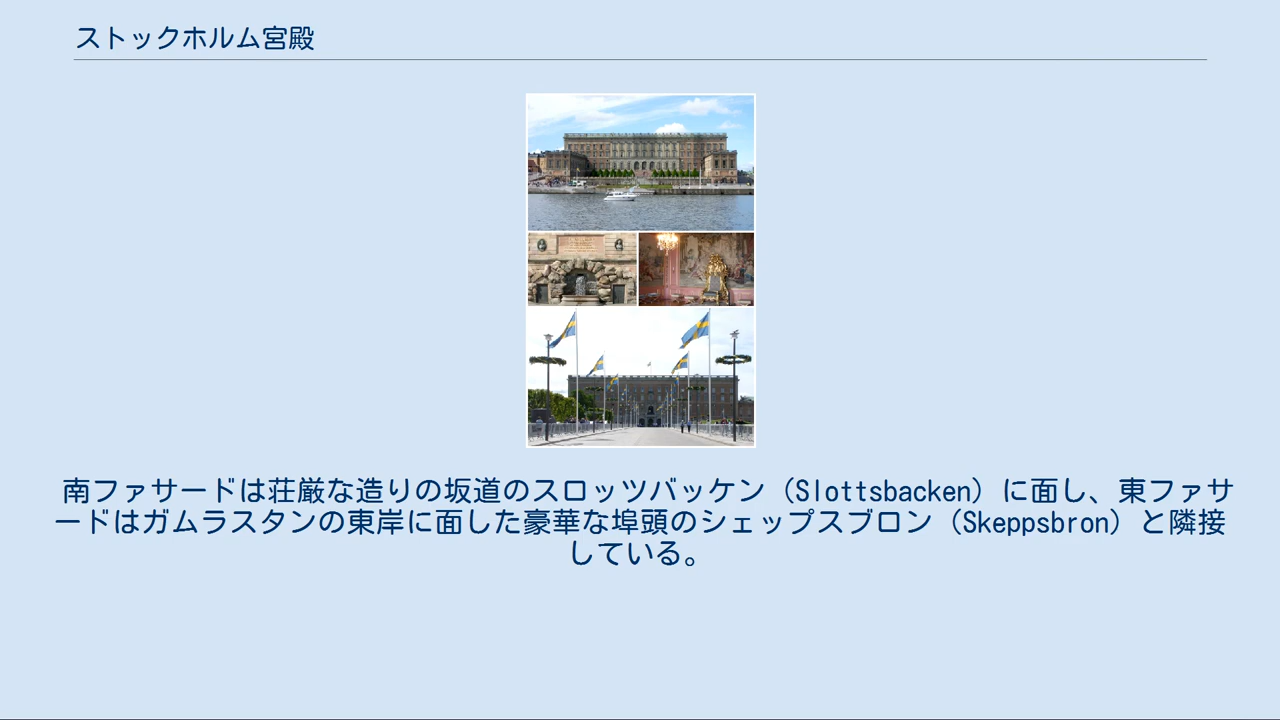 ストックホルム宮殿
南ファサードは荘厳な造りの坂道のスロッツバッケン（Slottsbacken）に面し、東ファサ
ードはガムラスタンの東岸に面した豪華な埠頭のシェップスブロン（Skeppsbron）と隣接
している。